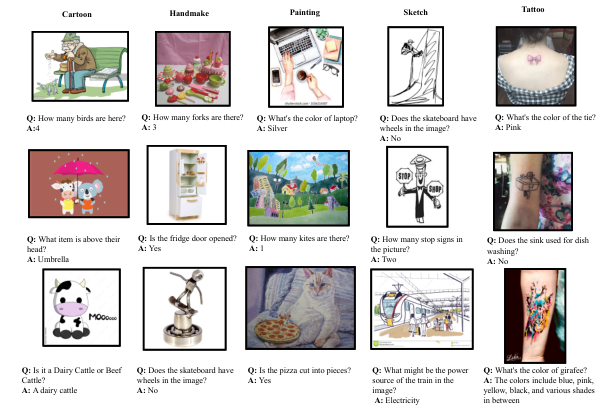 Cartoon
Handmake
Painting
Sketch
Tattoo
Q: How many birds are here?
A:4
Q: How many forks are there?
A: 3
Q: What's the color of laptop?
A: Silver
Q: Does the skateboard have
wheels in the image?
A: No
Q: What's the color of the tie?
A: Pink
STOP
STOP
Q: What item is above their
head?
A: Umbrella
Q: Is the fridge door opened?
A: Yes
Q: How many kites are there?
A: 1
Q: How many stop signs in
the picture?
A: Two
Q: Does the sink used for dish
washing?
A: No
MOOoooo
Q: Is it a Dairy Cattle or Beef
Cattle?
A: A dairy cattle
Q: Does the skateboard have
wheels in the image?
A: No
Q: Is the pizza cut into pieces?
A: Yes
Q: What might be the power
source of the train in the
image?
A: Electricity
Q: What's the color of girafee?
A: The colors include blue, pink,
yellow, black, and various shades
in between